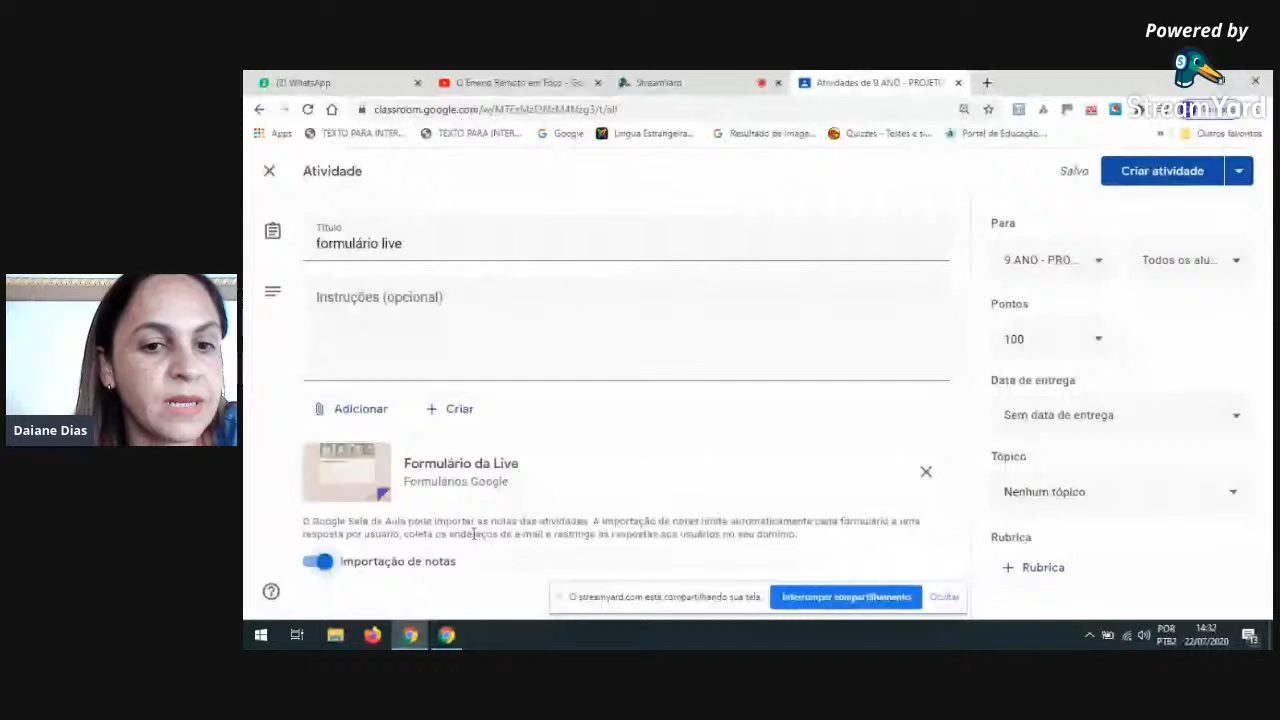 Powered by
StreamYard
WhatsApp
O Ensino Remoto em Foco - Go
StreamYard
Atividades de 9 ANO - PROJETO
TEXTO PARA INTER...
TEXTO PARA INTER...
Google
Língua Estrangeira...
Resultado de image...
Quizzes - Testes e s...
Portal de Educação...
Outros favoritos
Apps
Atividade
Salvo
Criar atividade
Título
formulário live
Instruções (opcional)
Adicionar
Criar
Formulário da Live
Formulários Google
O Google Sala de Aula pode importar as notas das atividades. A importação de notas limita automaticamente cada formulário a uma
resposta por usuário, coleta os endereços de e-mail e restringe as respostas aos usuários no seu domínio.
Importação de notas
Para
9 ANO - PRO...
Todos os alu...
Pontos
100
Data de entrega
Sem data de entrega
Tópico
Nenhum tópico
Rubrica
Rubrica
O streamyard.com está compartilhando sua tela.
Interromper compartilhamento
Ocultar
Daiane Dias
POR
PTB2
14:32
22/07/2020